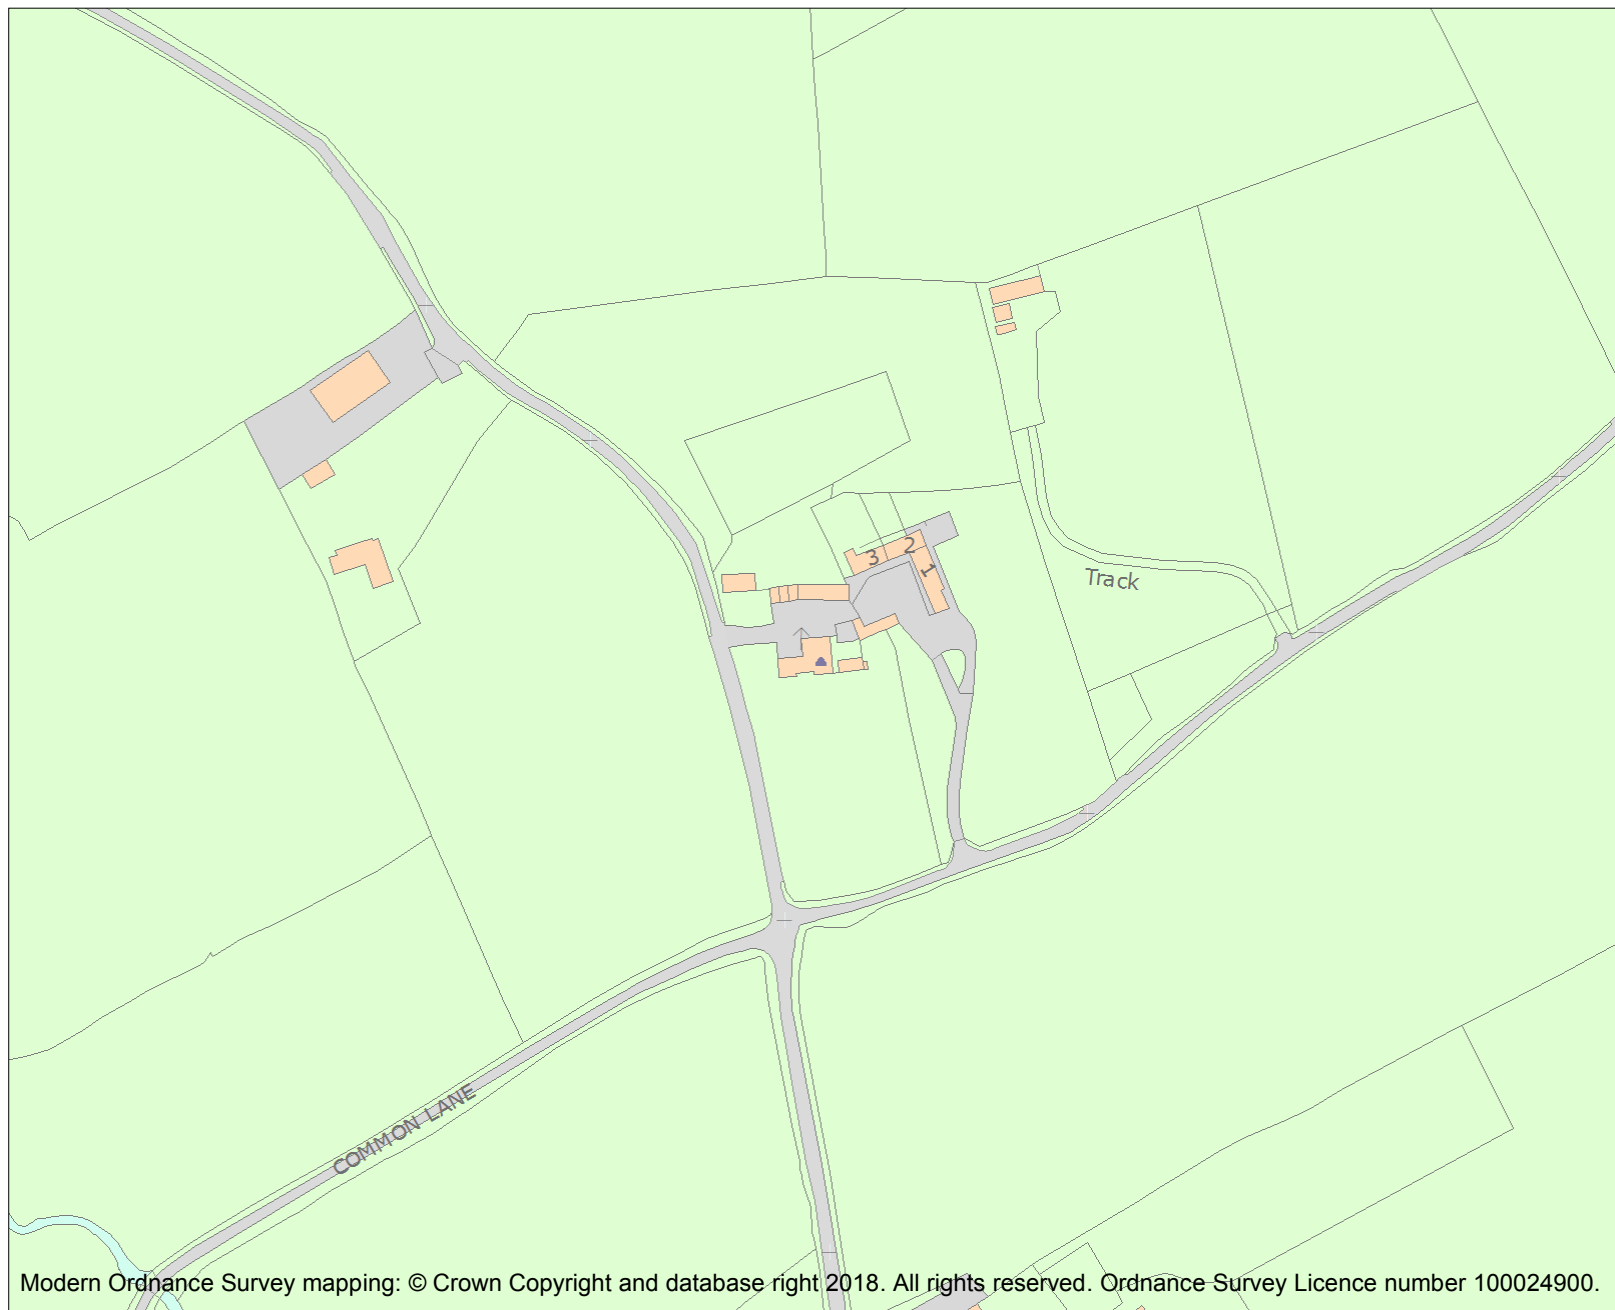 3
2
1
Track
COMMON LANE
Modern Ordnance Survey mapping: © Crown Copyright and database right 2018. All rights reserved. Ordnance Survey Licence number 100024900.